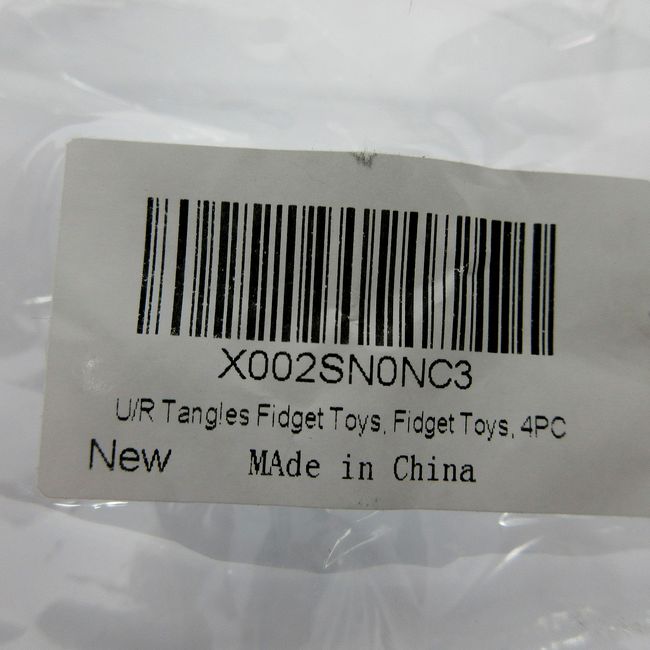 X002SN0NC3
U/R Tangles Fidget Toys, Fidget Toys, 4PC
New MAde in China